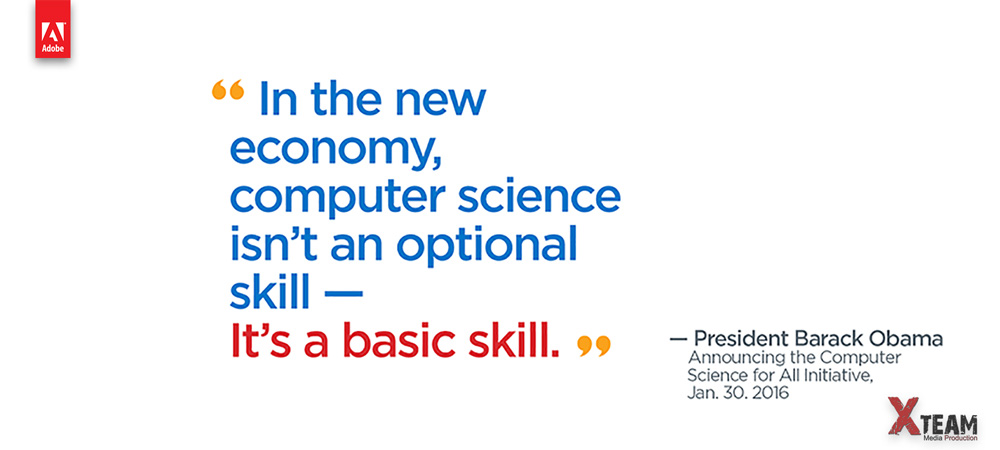 Adobe
“ In the new
economy,
computer science
isn’t an optional
skill —
It’s a basic skill. ”
— President Barack Obama
Announcing the Computer
Science for All Initiative,
Jan. 30. 2016
XTEAM
Media Production